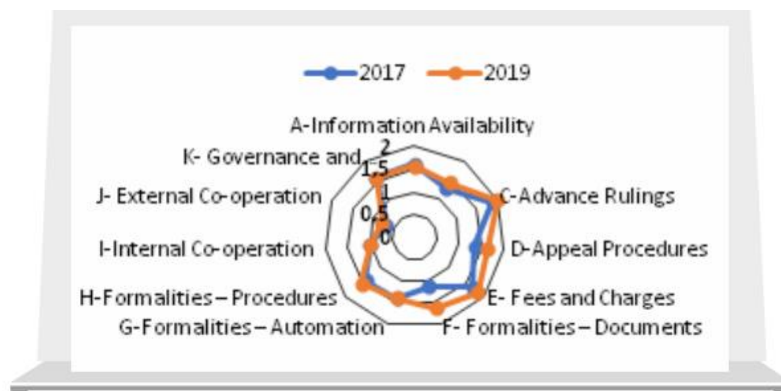 2017 2019
A-Information Availability
K- Governance and
J- External Co-operation
I-Internal Co-operation
H-Formalities – Procedures
G-Formalities – Automation
F- Formalities – Documents
E- Fees and Charges
D-Appeal Procedures
C-Advance Rulings
2
1,5
1
0,5
0